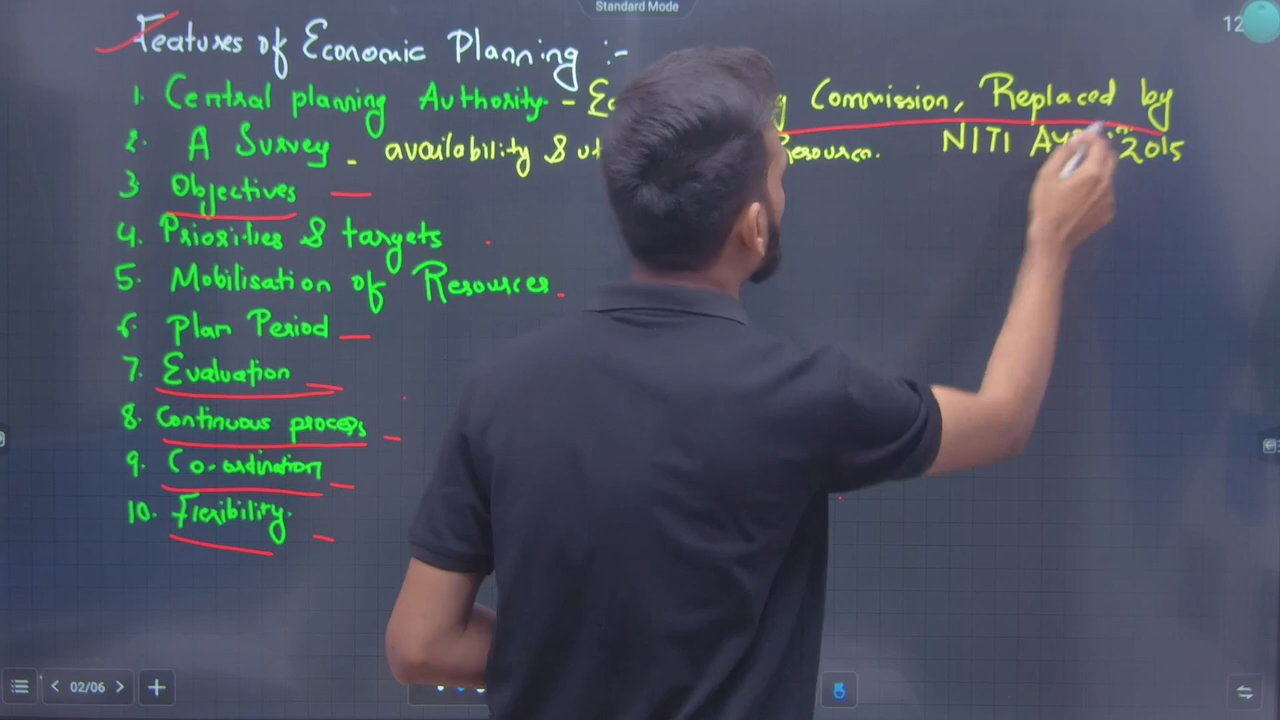 Standard Mode
12
Features of Economic Planning :-
1. Central planning Authority - Commission, Replaced by
NITI 2015
2. A Survey - availability &
3 Objectives
4. Priorities & targets
5. Mobilisation of Resources
6. Plan Period
7. Evaluation
8. Continuous process
9. Co-ordination
10. Flexibility.
02/06